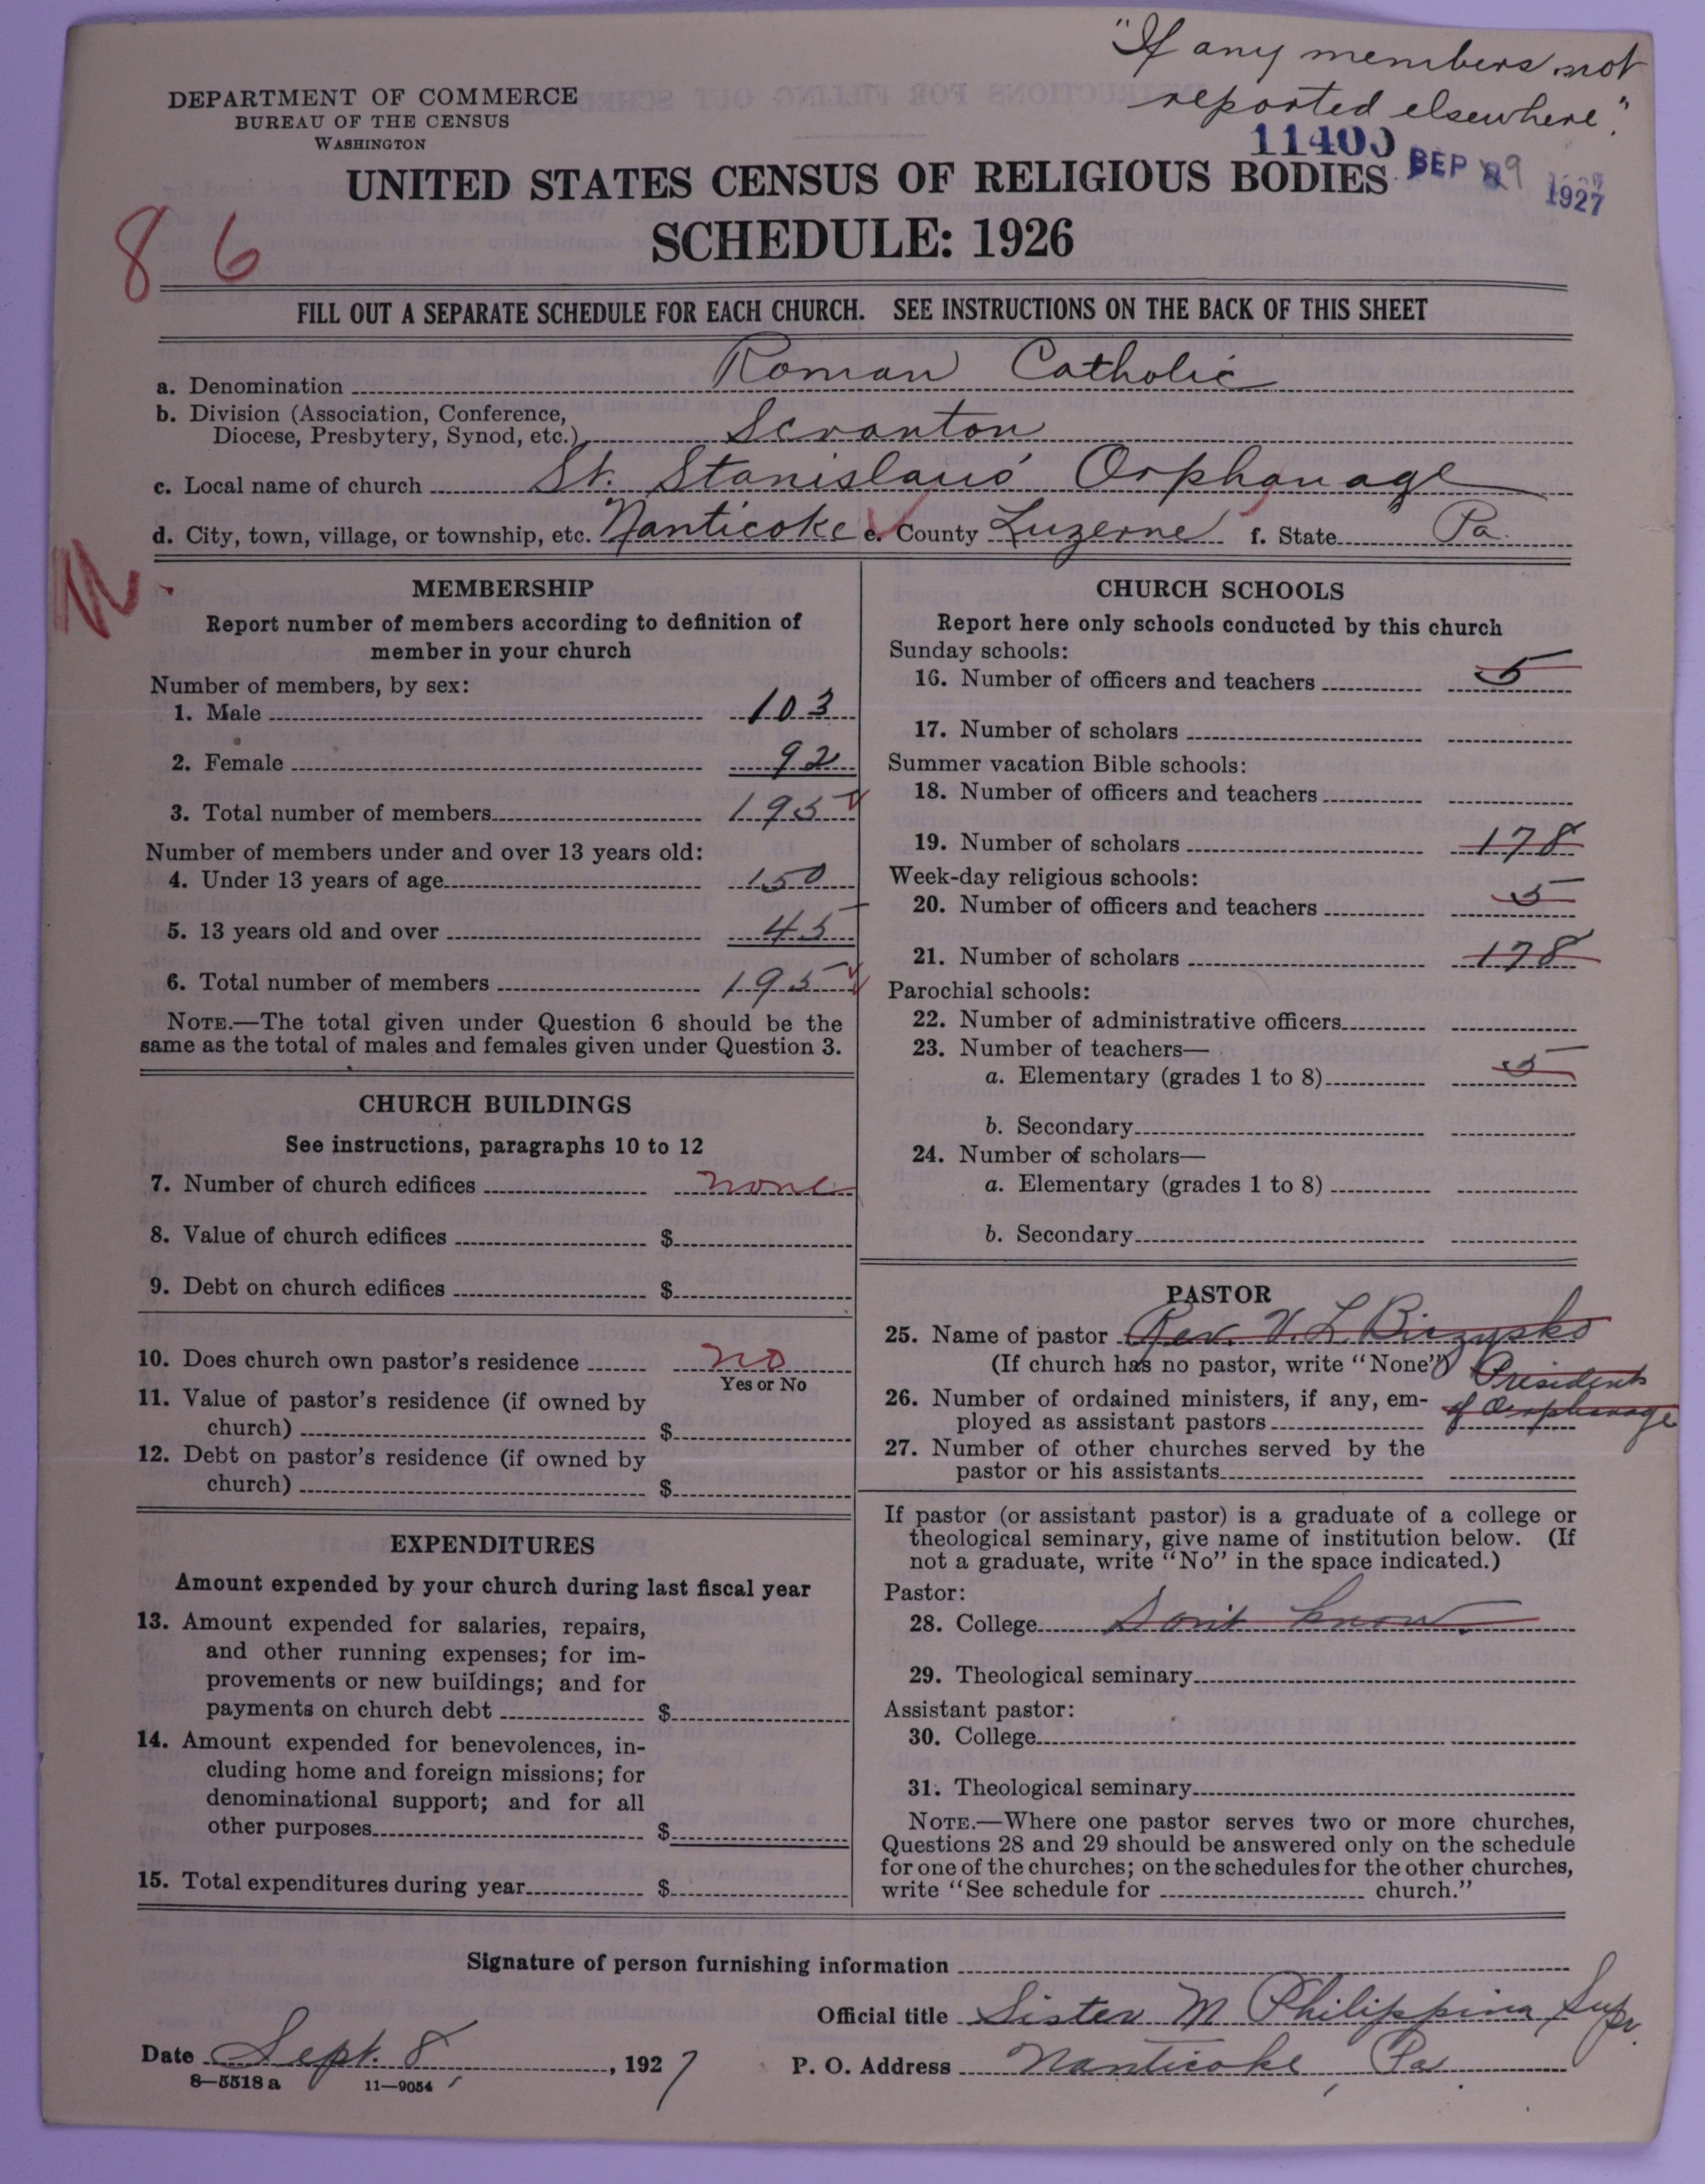 "If any members not
reported elsewhere."
DEPARTMENT OF COMMERCE
BUREAU OF THE CENSUS
WASHINGTON
11400 SEP 9 1927
UNITED STATES CENSUS OF RELIGIOUS BODIES
SCHEDULE: 1926
86
FILL OUT A SEPARATE SCHEDULE FOR EACH CHURCH. SEE INSTRUCTIONS ON THE BACK OF THIS SHEET
a. Denomination Roman Catholic
b. Division (Association, Conference,
Diocese, Presbytery, Synod, etc.) Scranton
c. Local name of church St. Stanislaus' Orphanage
d. City, town, village, or township, etc. Nanticoke e. County Luzerne f. State Pa.
MEMBERSHIP
Report number of members according to definition of
member in your church
Number of members, by sex:
1. Male 103
2. Female 92
3. Total number of members 195
Number of members under and over 13 years old:
4. Under 13 years of age 150
5. 13 years old and over 45
6. Total number of members 195
NOTE.—The total given under Question 6 should be the
same as the total of males and females given under Question 3.
CHURCH BUILDINGS
See instructions, paragraphs 10 to 12
7. Number of church edifices none
8. Value of church edifices $
9. Debt on church edifices $
10. Does church own pastor's residence no
Yes or No
11. Value of pastor's residence (if owned by
church) $
12. Debt on pastor's residence (if owned by
church) $
EXPENDITURES
Amount expended by your church during last fiscal year
13. Amount expended for salaries, repairs,
and other running expenses; for im-
provements or new buildings; and for
payments on church debt $
14. Amount expended for benevolences, in-
cluding home and foreign missions; for
denominational support; and for all
other purposes $
15. Total expenditures during year $
CHURCH SCHOOLS
Report here only schools conducted by this church
Sunday schools:
16. Number of officers and teachers 5
17. Number of scholars
Summer vacation Bible schools:
18. Number of officers and teachers
19. Number of scholars 178
Week-day religious schools:
20. Number of officers and teachers 5
21. Number of scholars 178
Parochial schools:
22. Number of administrative officers
23. Number of teachers—
a. Elementary (grades 1 to 8) 5
b. Secondary
24. Number of scholars—
a. Elementary (grades 1 to 8)
b. Secondary
PASTOR
25. Name of pastor Rev. V. L. Biezysko
(If church has no pastor, write "None") President
26. Number of ordained ministers, if any, em- of Orphanage
ployed as assistant pastors
27. Number of other churches served by the
pastor or his assistants
If pastor (or assistant pastor) is a graduate of a college or
theological seminary, give name of institution below. (If
not a graduate, write "No" in the space indicated.)
Pastor:
28. College Don't know.
29. Theological seminary
Assistant pastor:
30. College
31. Theological seminary
NOTE.—Where one pastor serves two or more churches,
Questions 28 and 29 should be answered only on the schedule
for one of the churches; on the schedules for the other churches,
write "See schedule for church."
Signature of person furnishing information
Official title Sister M Philippina Supr.
Date Sept. 8, 1927 P. O. Address Nanticoke, Pa
8—5518 a 11—9054